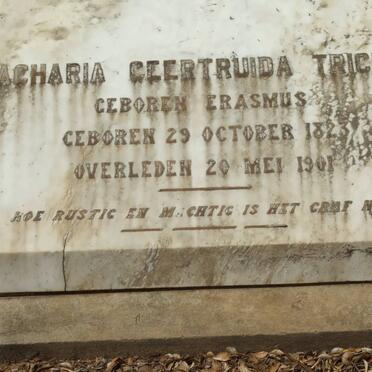 ACHARIA GEERTRUIDA TRIC
GEBOREN ERASMUS
GEBOREN 29 OCTOBER 1823
OVERLEDEN 20 MEI 1901
HOE RUSTIG EN MACHTIG IS HET GRAF N